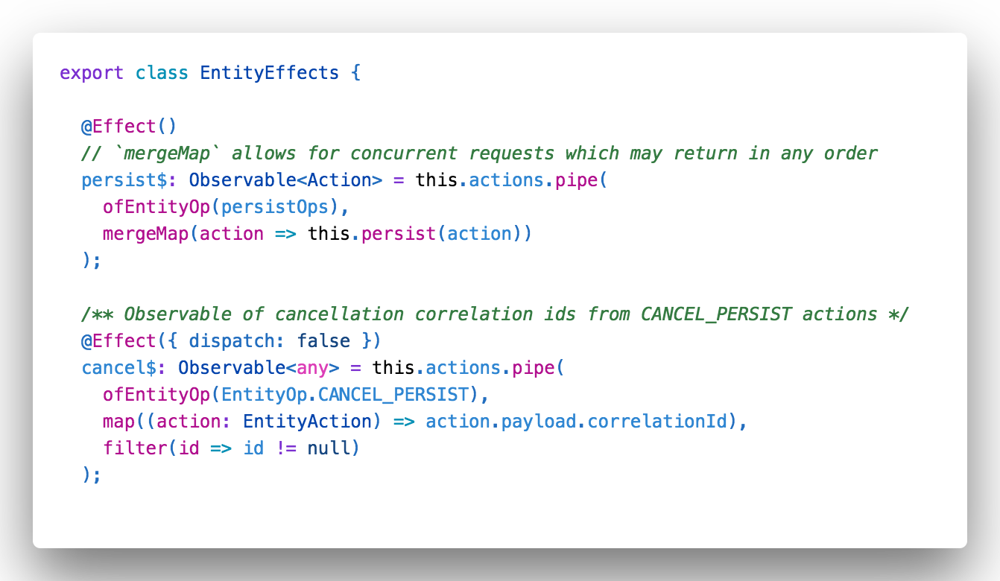 export class EntityEffects {
@Effect()
// `mergeMap` allows for concurrent requests which may return in any order
persist$: Observable<Action> = this.actions.pipe(
ofEntityOp(persistOps),
mergeMap(action => this.persist(action))
);
/** Observable of cancellation correlation ids from CANCEL_PERSIST actions */
@Effect({ dispatch: false })
cancel$: Observable<any> = this.actions.pipe(
ofEntityOp(EntityOp.CANCEL_PERSIST),
map((action: EntityAction) => action.payload.correlationId),
filter(id => id != null)
);